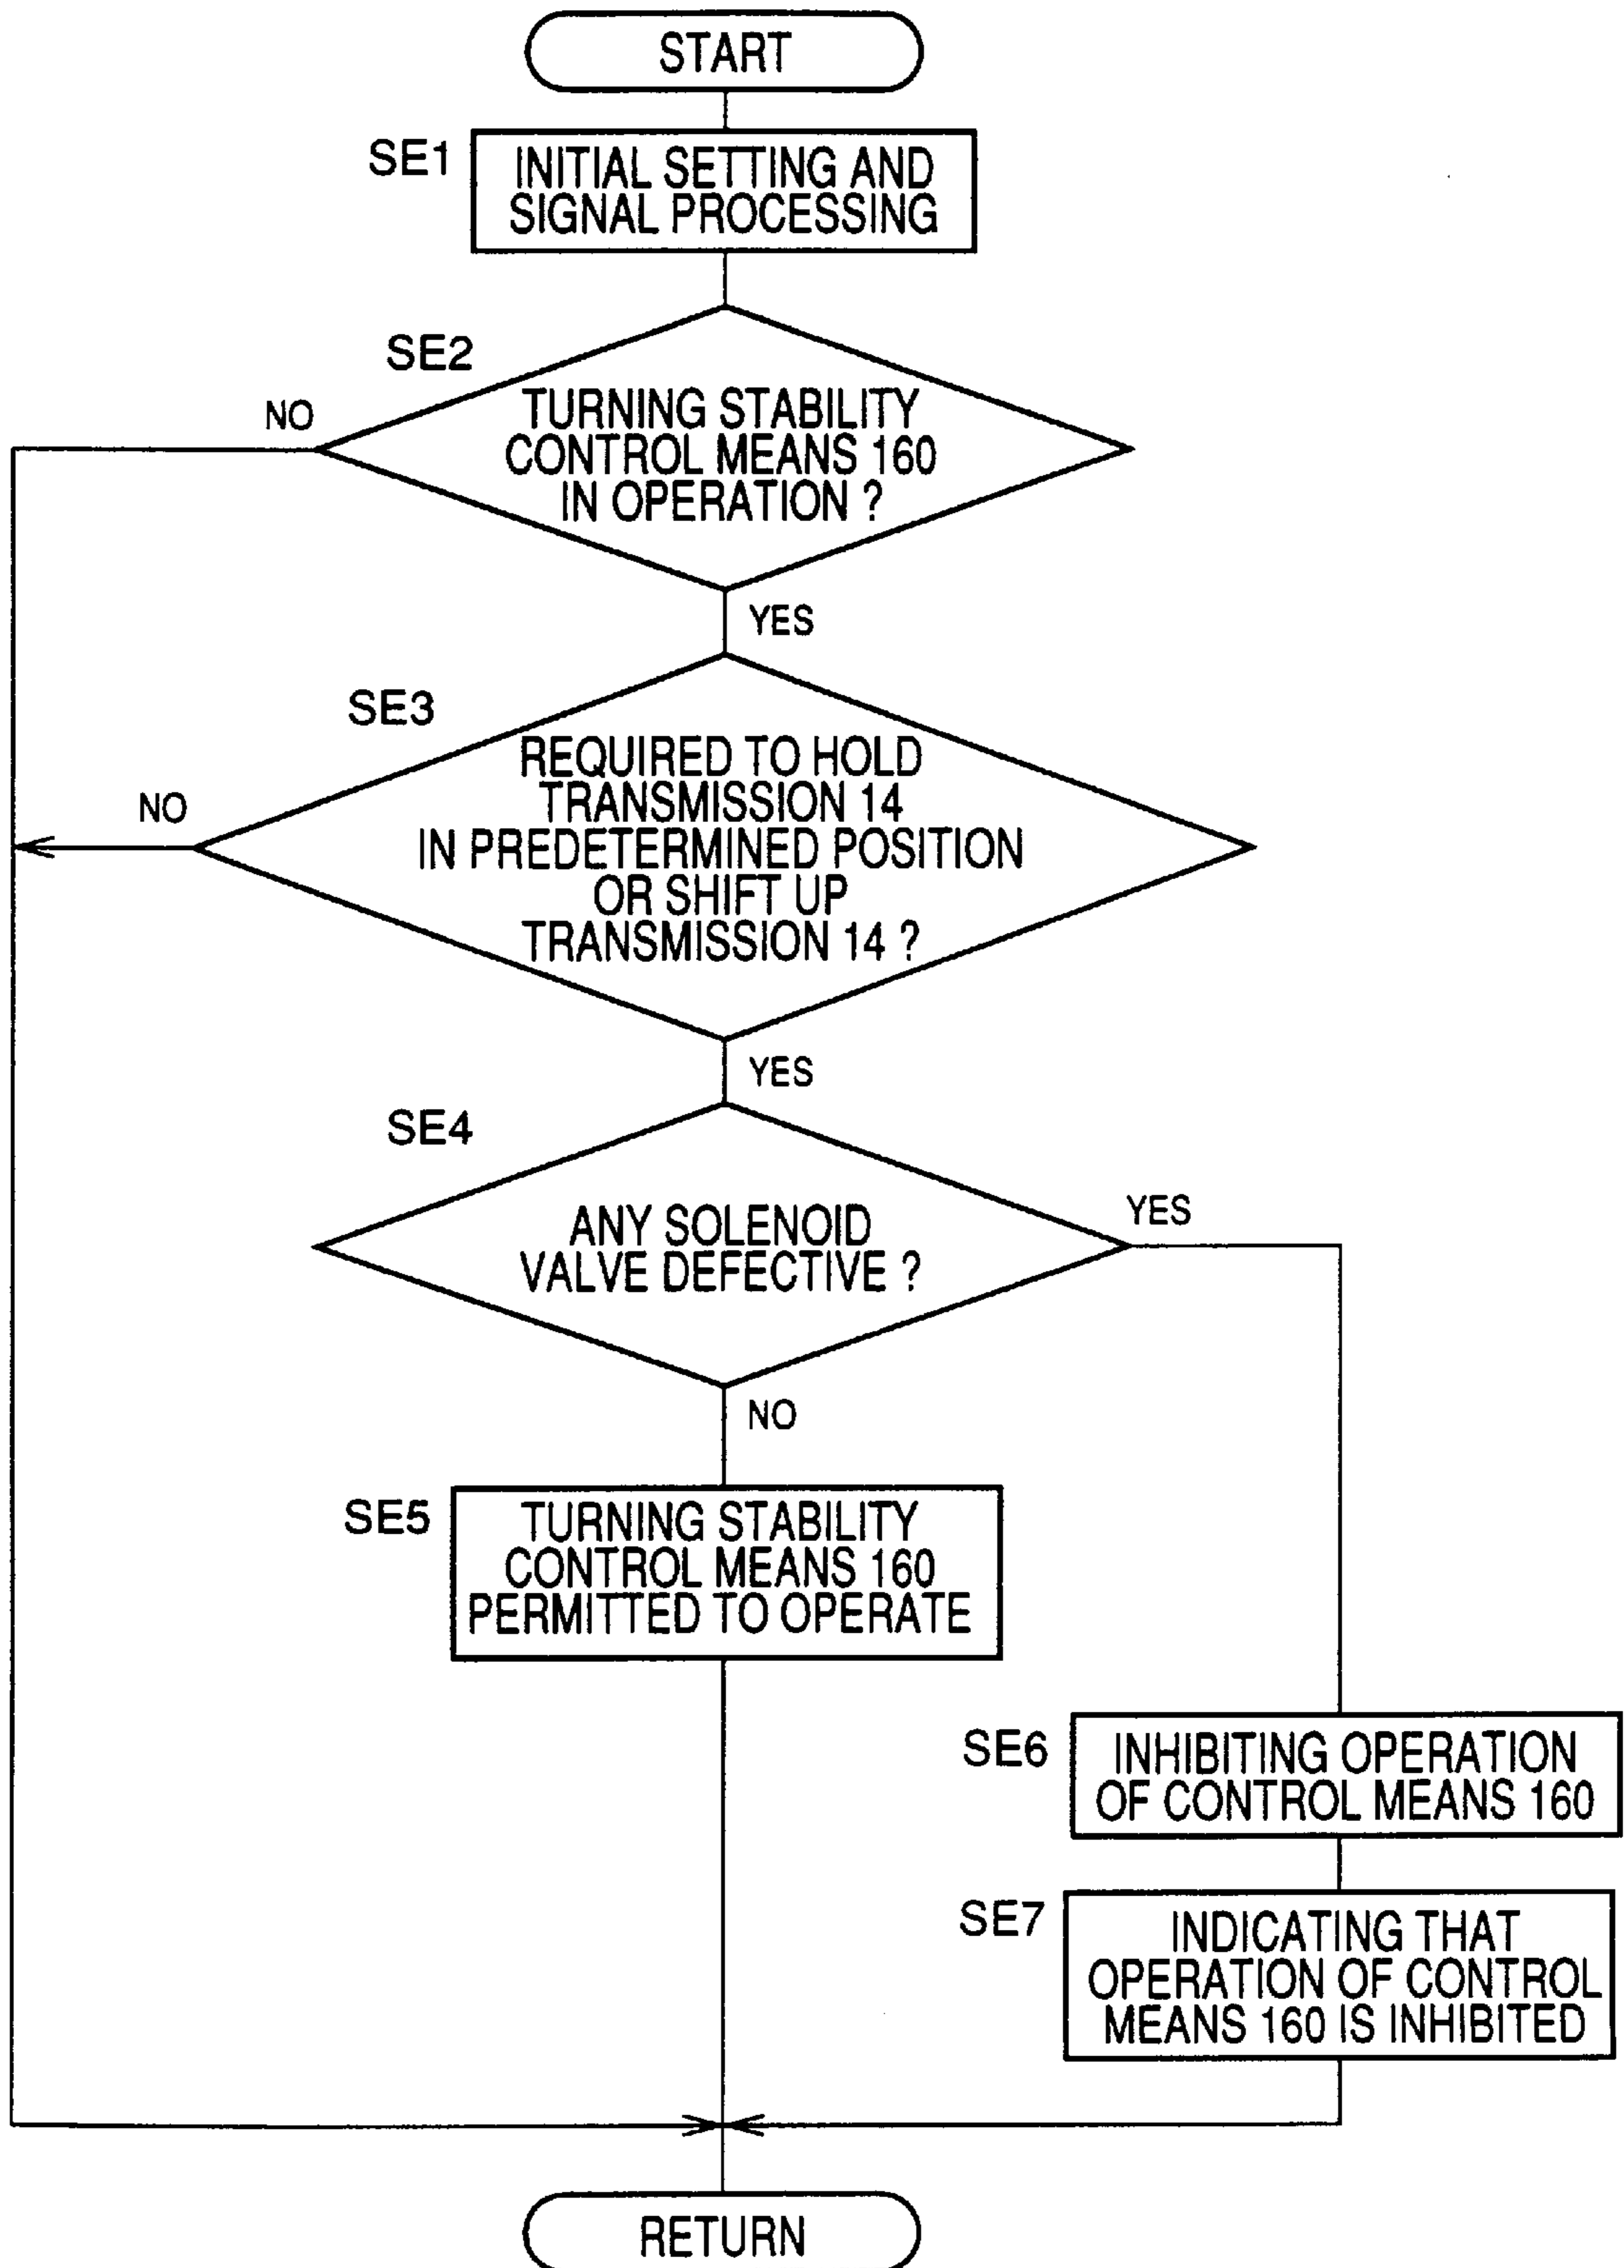 START
SE1
INITIAL SETTING AND
SIGNAL PROCESSING
SE2
NO
TURNING STABILITY
CONTROL MEANS 160
IN OPERATION ?
YES
SE3
NO
REQUIRED TO HOLD
TRANSMISSION 14
IN PREDETERMINED POSITION
OR SHIFT UP
TRANSMISSION 14 ?
YES
SE4
YES
ANY SOLENOID
VALVE DEFECTIVE ?
NO
SE5
TURNING STABILITY
CONTROL MEANS 160
PERMITTED TO OPERATE
SE6
INHIBITING OPERATION
OF CONTROL MEANS 160
SE7
INDICATING THAT
OPERATION OF CONTROL
MEANS 160 IS INHIBITED
RETURN